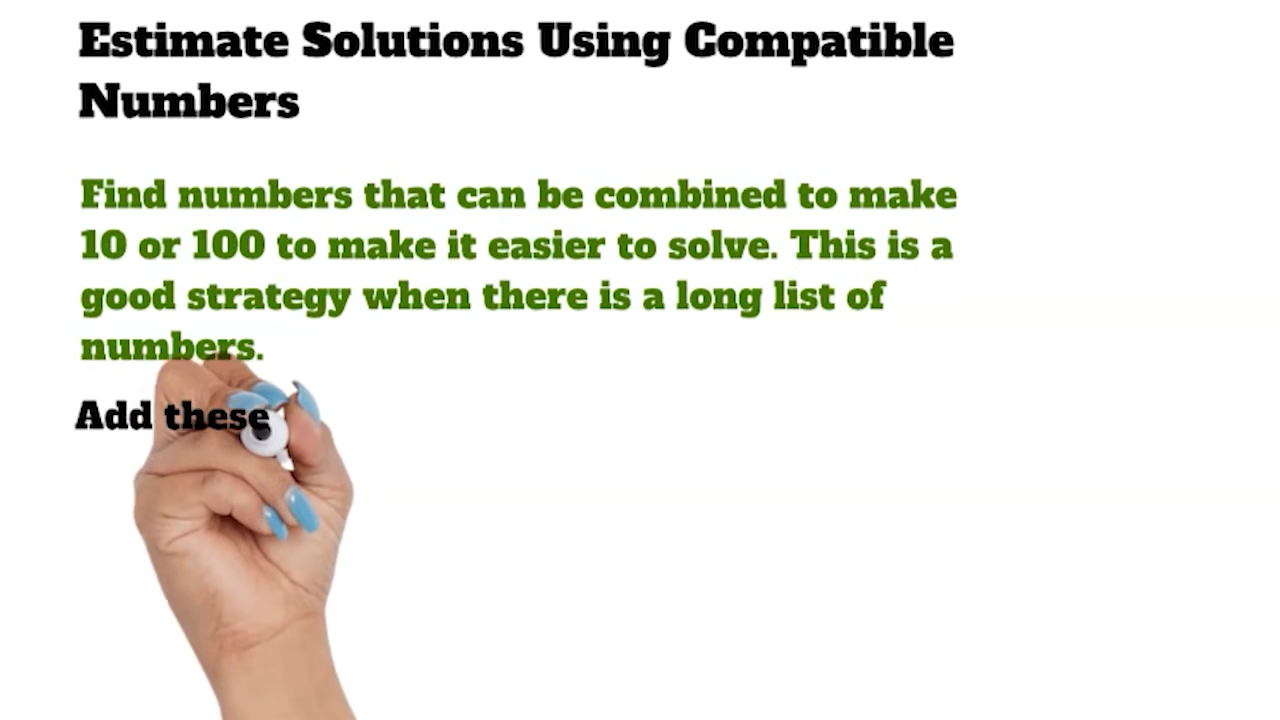 Estimate Solutions Using Compatible
Numbers
Find numbers that can be combined to make
10 or 100 to make it easier to solve. This is a
good strategy when there is a long list of
numbers.
Add these